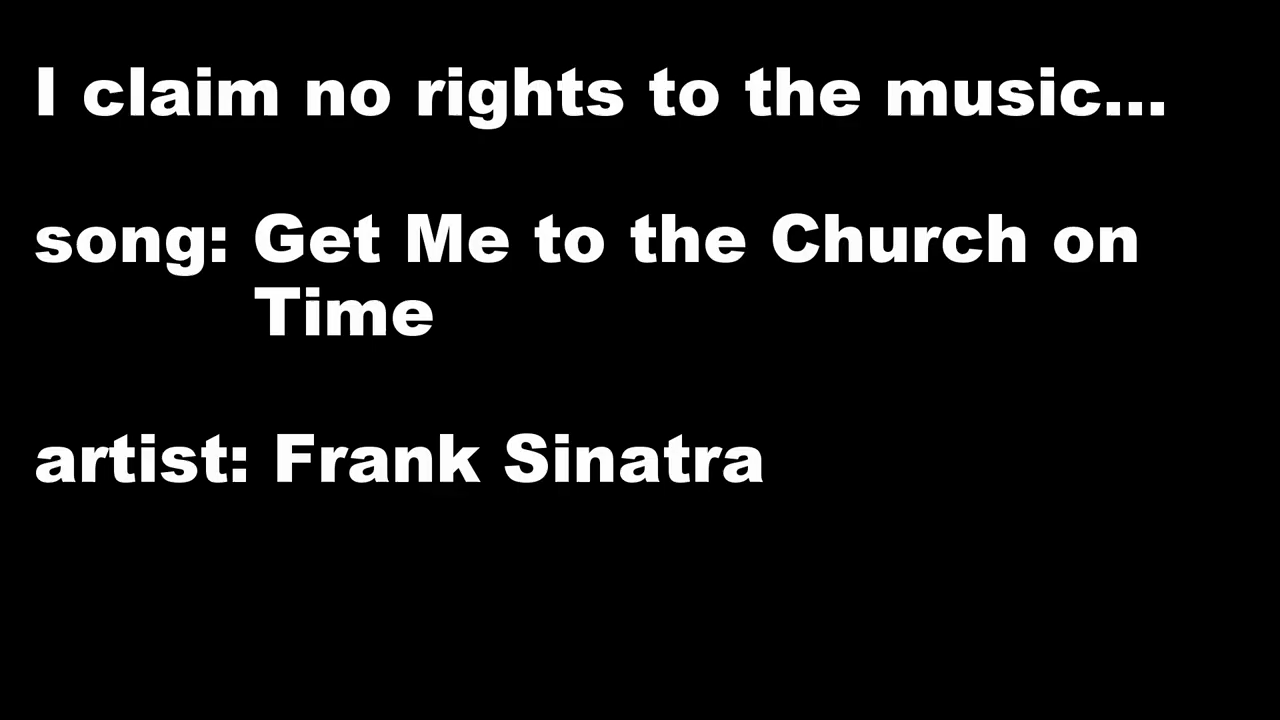 I claim no rights to the music...
song: Get Me to the Church on
Time
artist: Frank Sinatra